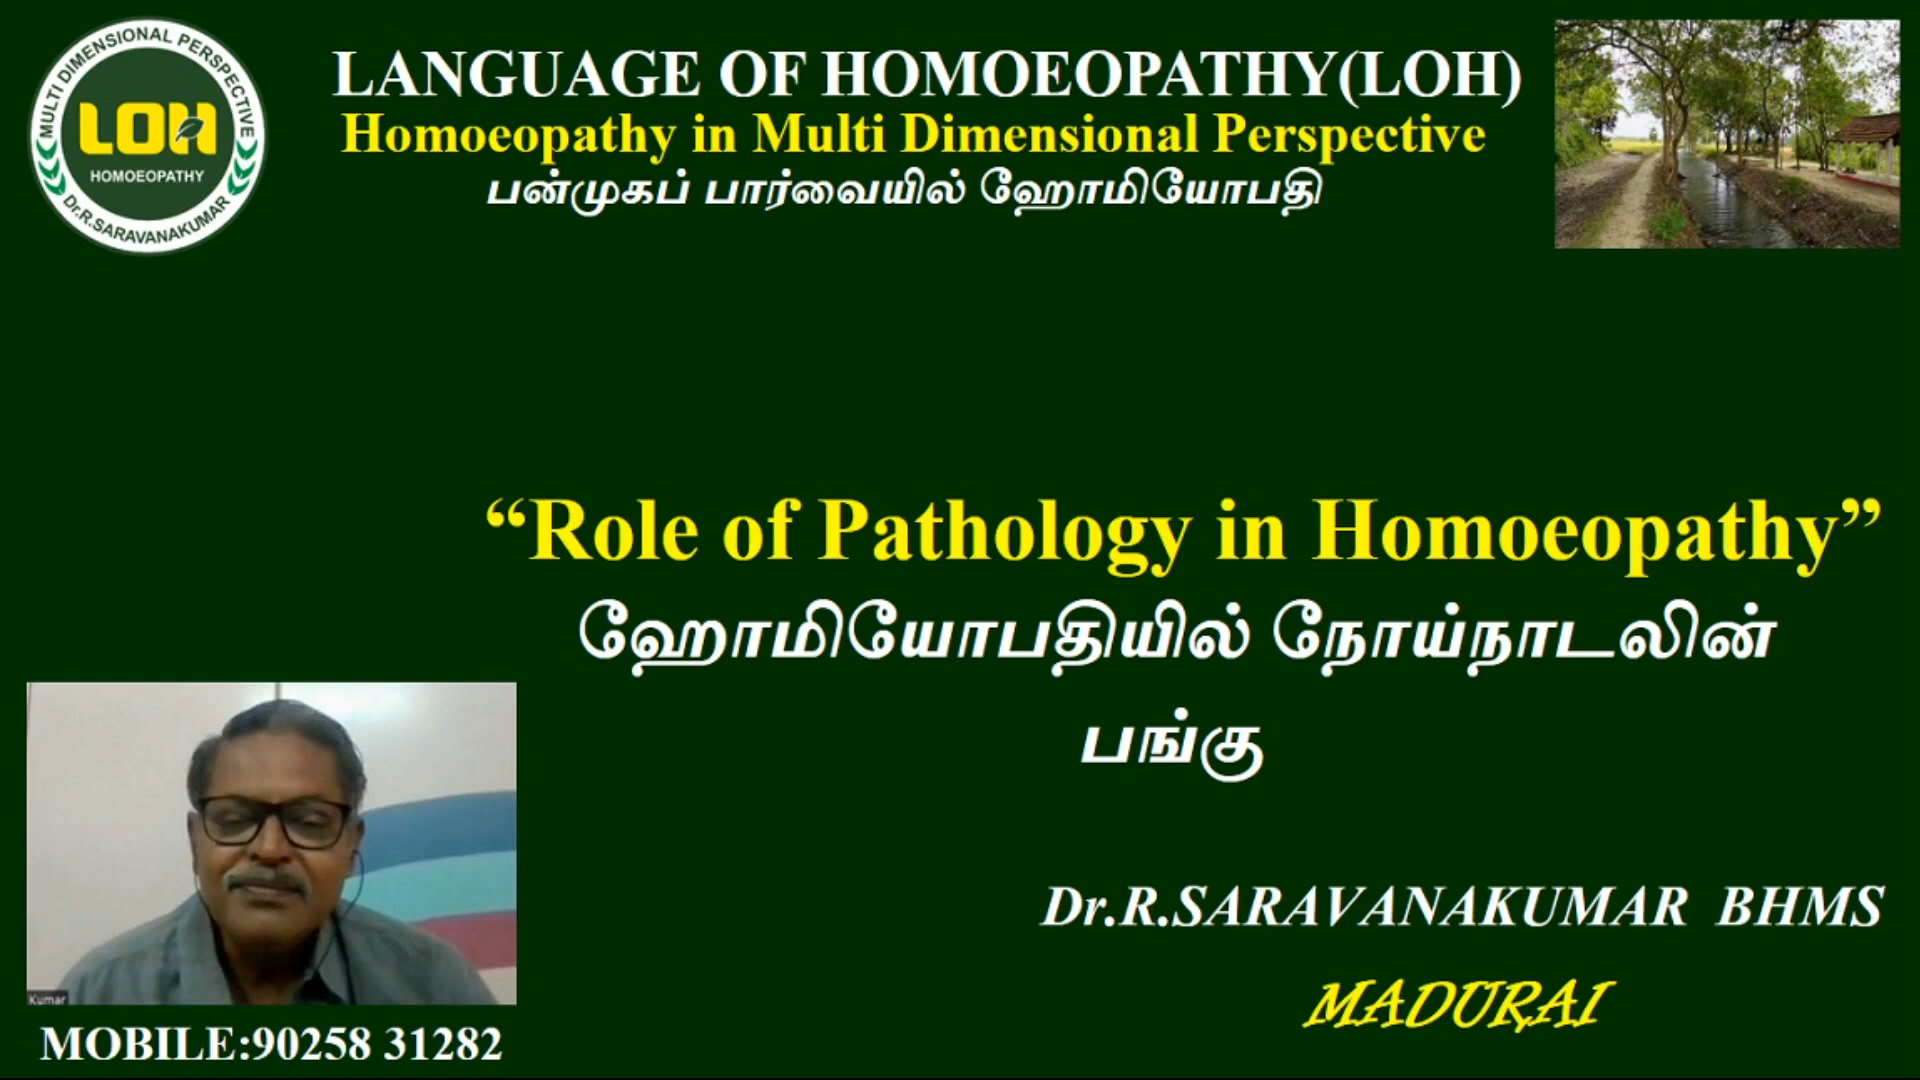 MULTI DIMENSIONAL PERSPECTIVE
LOH
HOMOEOPATHY
Dr.R.SARAVANAKUMAR
LANGUAGE OF HOMOEOPATHY(LOH)
Homoeopathy in Multi Dimensional Perspective
பன்முகப் பார்வையில் ஹோமியோபதி
“Role of Pathology in Homoeopathy”
ஹோமியோபதியில் நோய்நாடலின்
பங்கு
Kumar
MOBILE:90258 31282
Dr.R.SARAVANAKUMAR BHMS
MADURAI